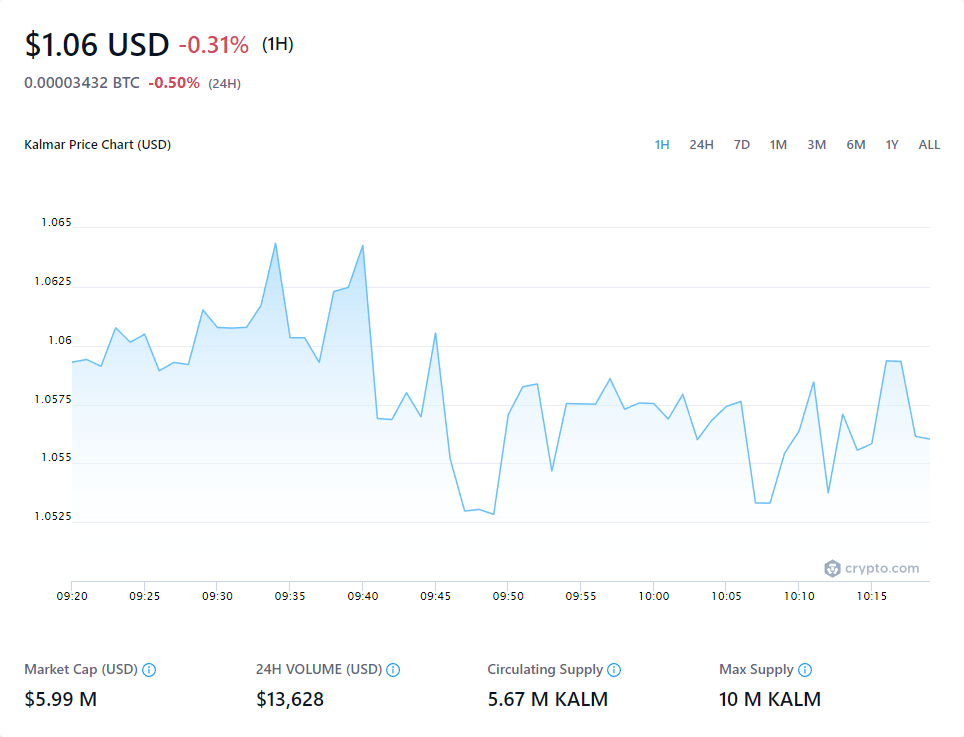 $1.06 USD -0.31% (1H)
0.00003432 BTC -0.50% (24H)
Kalmar Price Chart (USD) 1H 24H 7D 1M 3M 6M 1Y ALL
1.065
1.0625
1.06
1.0575
1.055
1.0525
crypto.com
09:20 09:25 09:30 09:35 09:40 09:45 09:50 09:55 10:00 10:05 10:10 10:15
Market Cap (USD) 24H VOLUME (USD) Circulating Supply Max Supply
$5.99 M $13,628 5.67 M KALM 10 M KALM